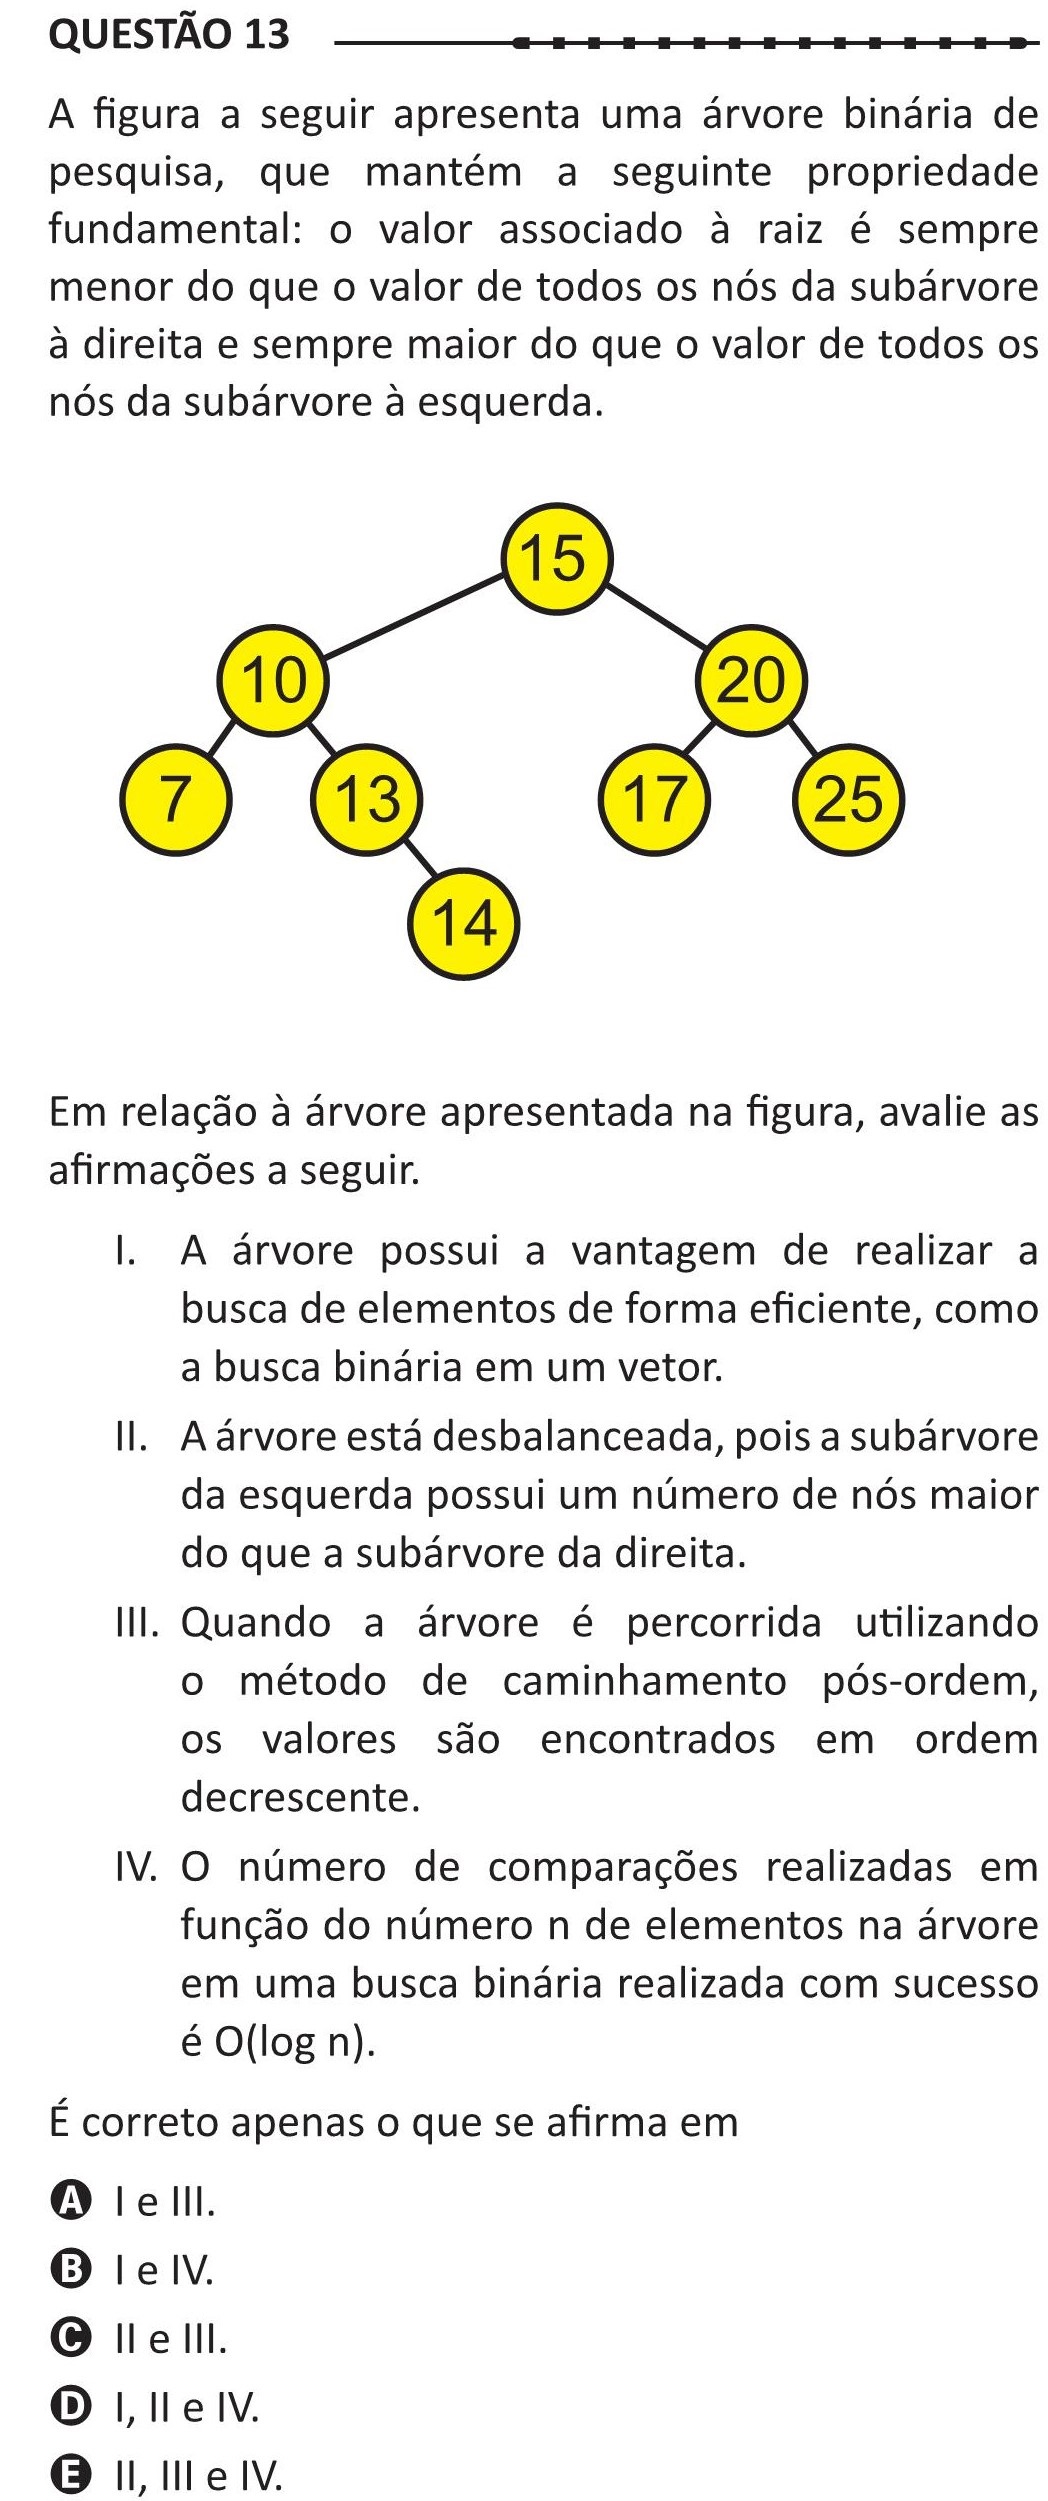 QUESTÃO 13
A figura a seguir apresenta uma árvore binária de
pesquisa, que mantém a seguinte propriedade
fundamental: o valor associado à raiz é sempre
menor do que o valor de todos os nós da subárvore
à direita e sempre maior do que o valor de todos os
nós da subárvore à esquerda.
15
10 20
7 13 17 25
14
Em relação à árvore apresentada na figura, avalie as
afirmações a seguir.
I. A árvore possui a vantagem de realizar a
busca de elementos de forma eficiente, como
a busca binária em um vetor.
II. A árvore está desbalanceada, pois a subárvore
da esquerda possui um número de nós maior
do que a subárvore da direita.
III. Quando a árvore é percorrida utilizando
o método de caminhamento pós-ordem,
os valores são encontrados em ordem
decrescente.
IV. O número de comparações realizadas em
função do número n de elementos na árvore
em uma busca binária realizada com sucesso
é O(log n).
É correto apenas o que se afirma em
A I e III.
B I e IV.
C II e III.
D I, II e IV.
E II, III e IV.